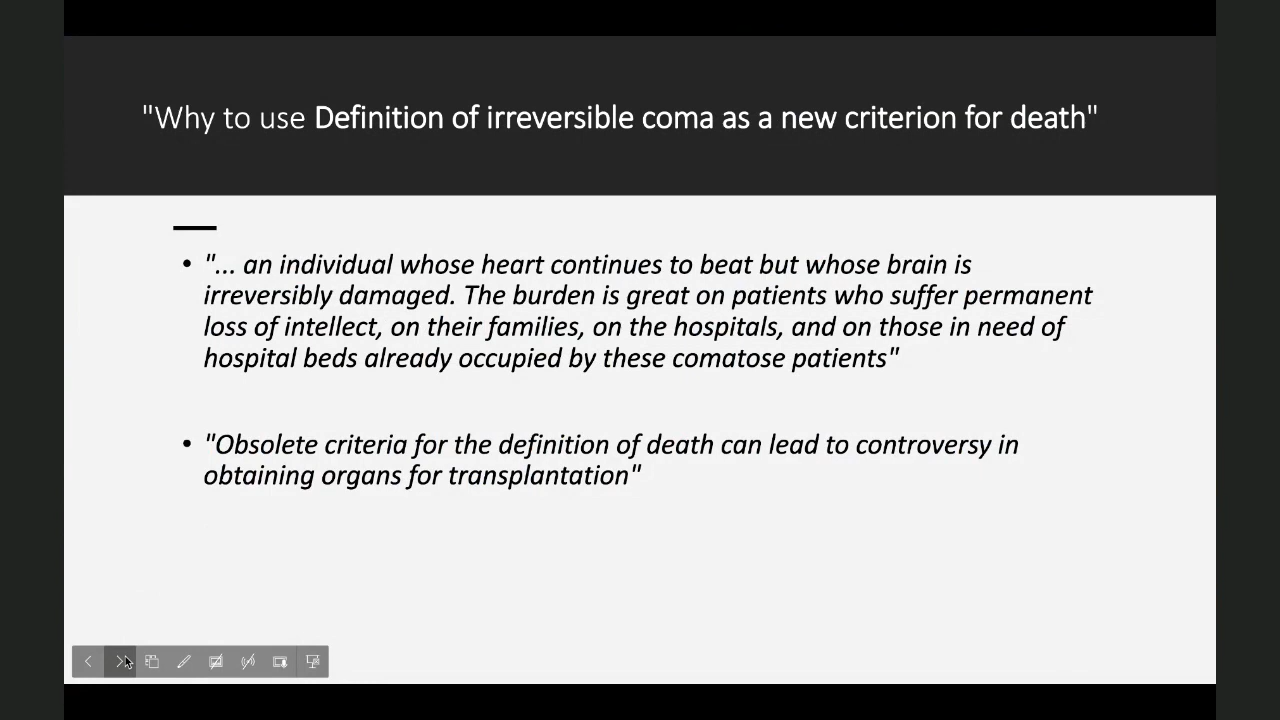 "Why to use Definition of irreversible coma as a new criterion for death"
• "... an individual whose heart continues to beat but whose brain is
irreversibly damaged. The burden is great on patients who suffer permanent
loss of intellect, on their families, on the hospitals, and on those in need of
hospital beds already occupied by these comatose patients"
• "Obsolete criteria for the definition of death can lead to controversy in
obtaining organs for transplantation"